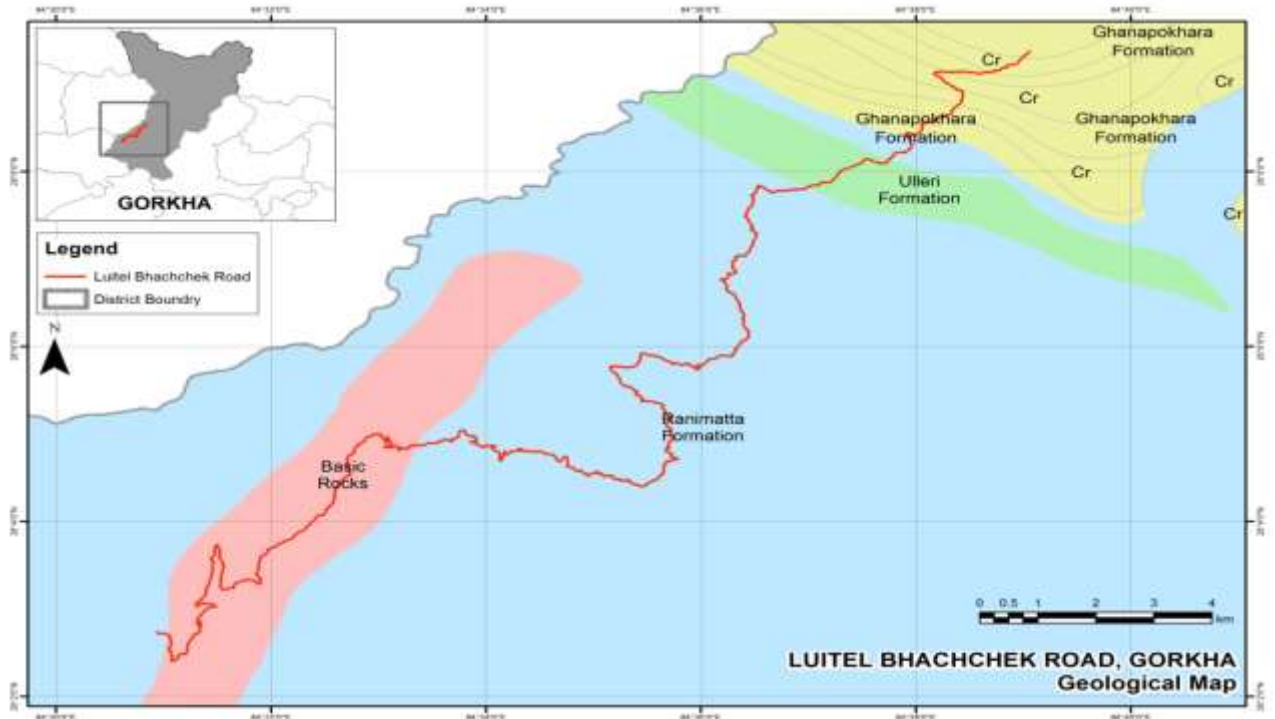 Ghanapokhara
Formation
Cr
Cr
Cr
Ghanapokhara
Formation
Ghanapokhara
Formation
Cr
Ulleri
Formation
Cr
GORKHA
Legend
Luitel Bhachchek Road
District Boundry
N
Ranimatta
Formation
Basic
Rocks
0 0.5 1 2 3 4
km
LUITEL BHACHCHEK ROAD, GORKHA
Geological Map